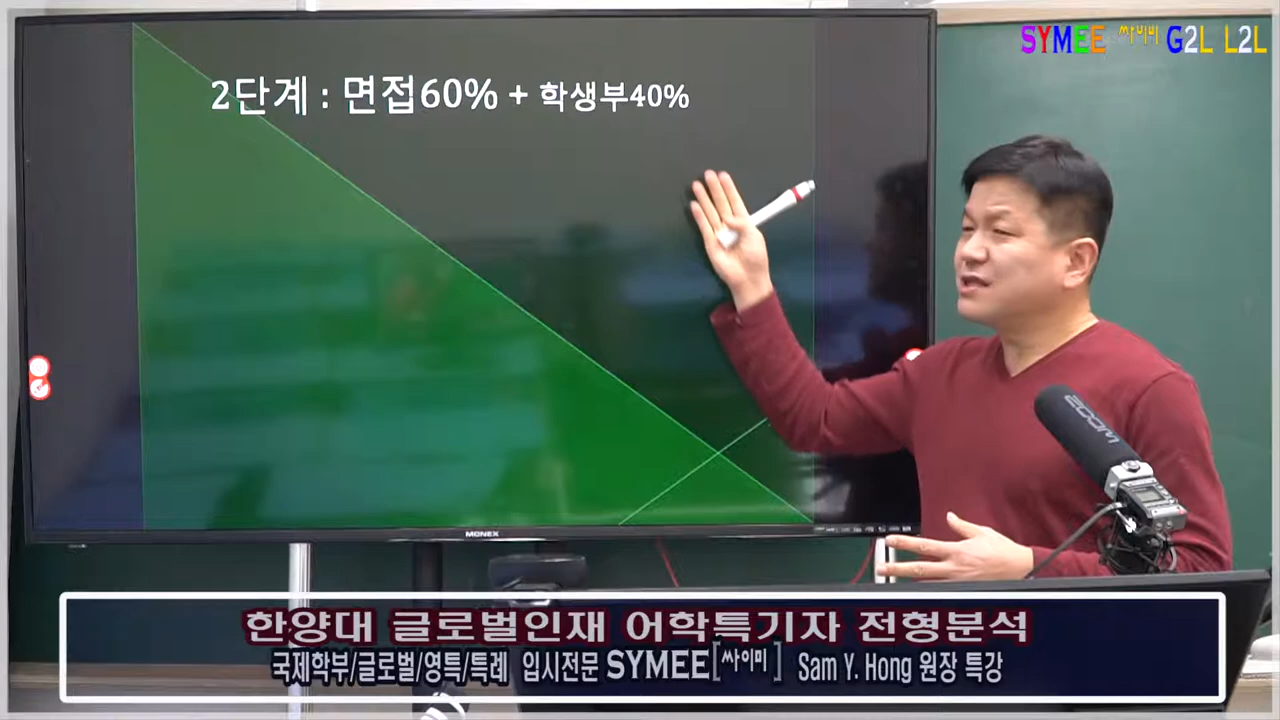 SYMEE 싸이미 G2L L2L
2단계 : 면접60% + 학생부40%
ZOOM
MONEX
한양대 글로벌인재 어학특기자 전형분석
국제학부/글로벌/영특/특례 입시전문 SYMEE[싸이미] Sam Y. Hong 원장 특강